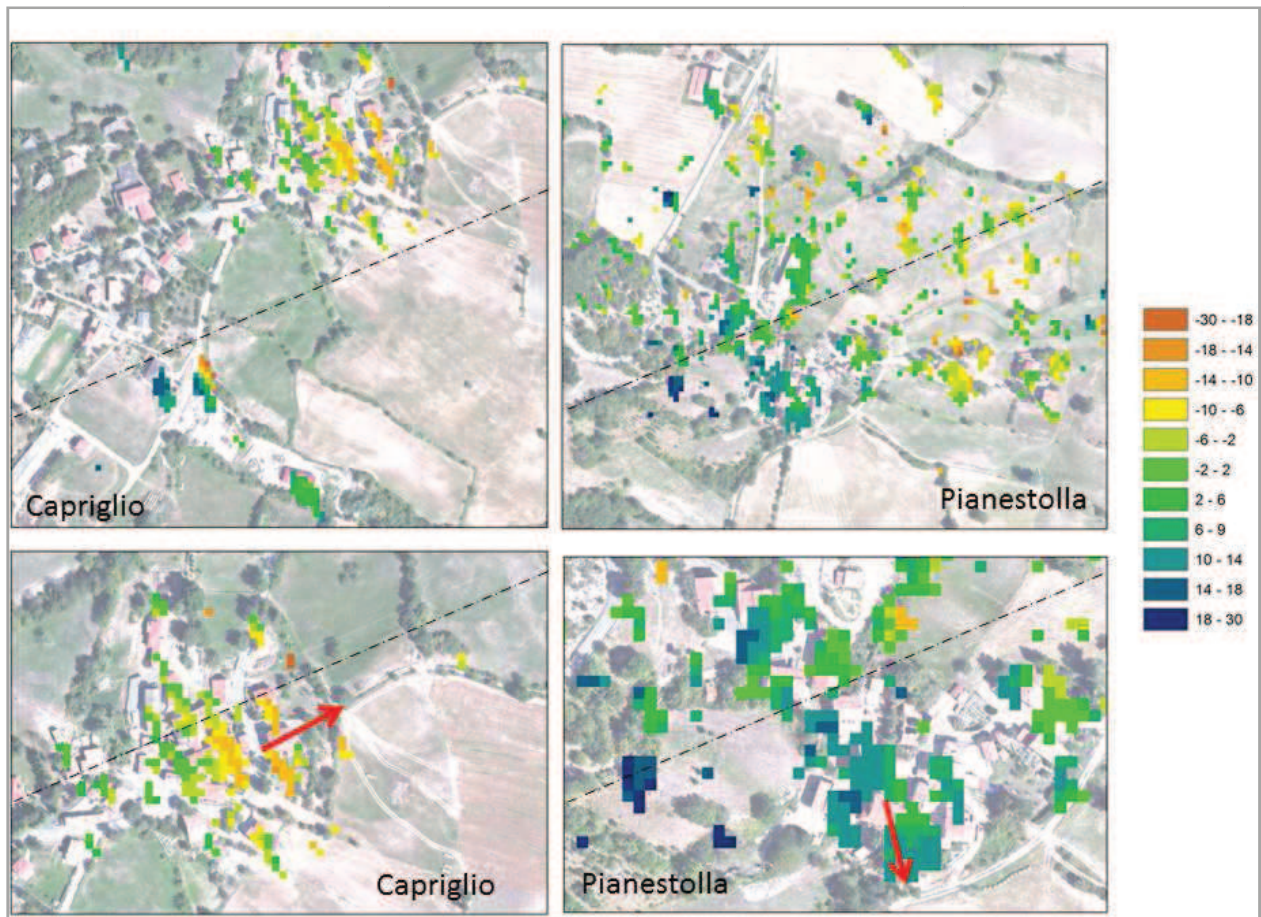 Capriglio
Pianestolla
-30 - -18
-18 - -14
-14 - -10
-10 - -6
-6 - -2
-2 - 2
2 - 6
6 - 9
10 - 14
14 - 18
18 - 30
Capriglio
Pianestolla